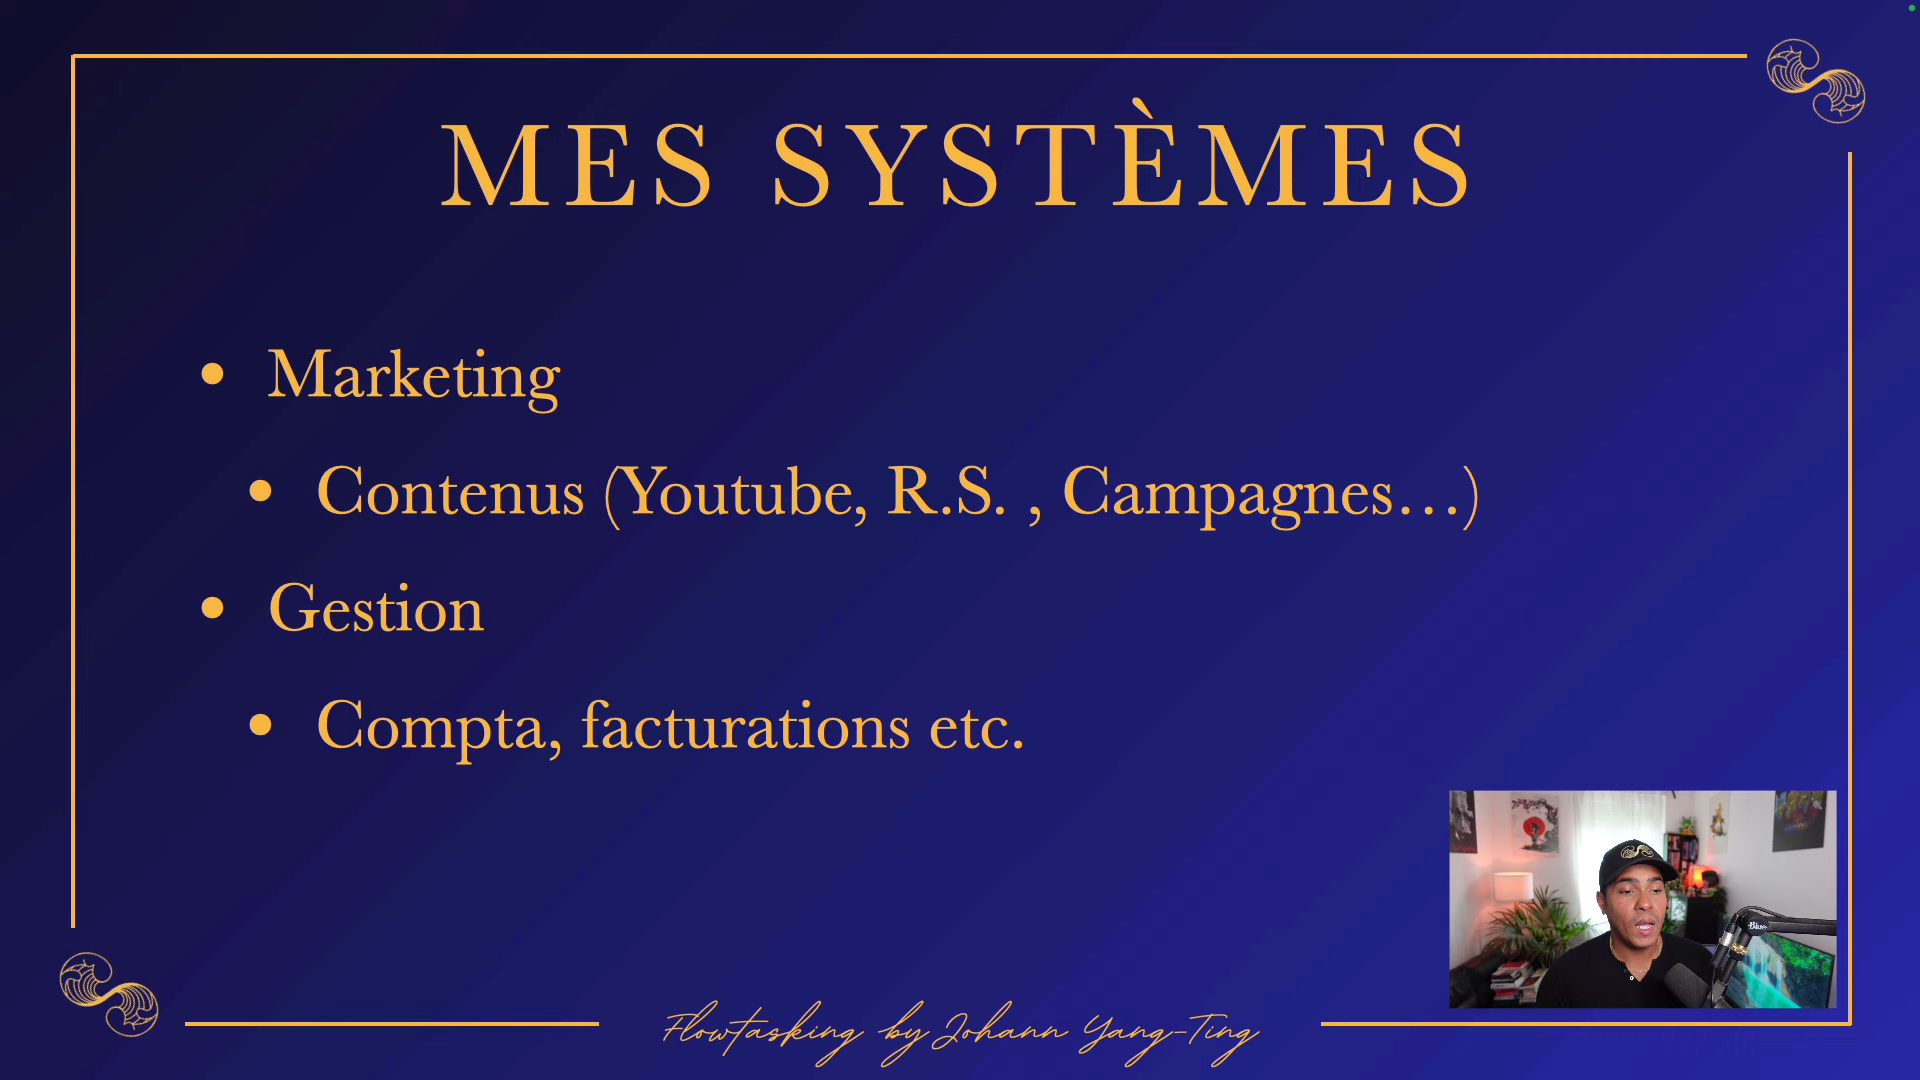 MES SYSTÈMES
• Marketing
• Contenus (Youtube, R.S. , Campagnes…)
• Gestion
• Compta, facturations etc.
Flowtasking by Johann Yang-Ting